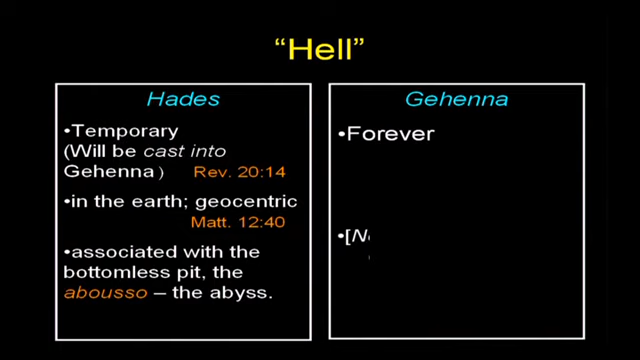 “Hell”
Hades
•Temporary
(Will be cast into
Gehenna ) Rev. 20:14
•in the earth; geocentric
Matt. 12:40
•associated with the
bottomless pit, the
abousso – the abyss.
Gehenna
•Forever
•[N